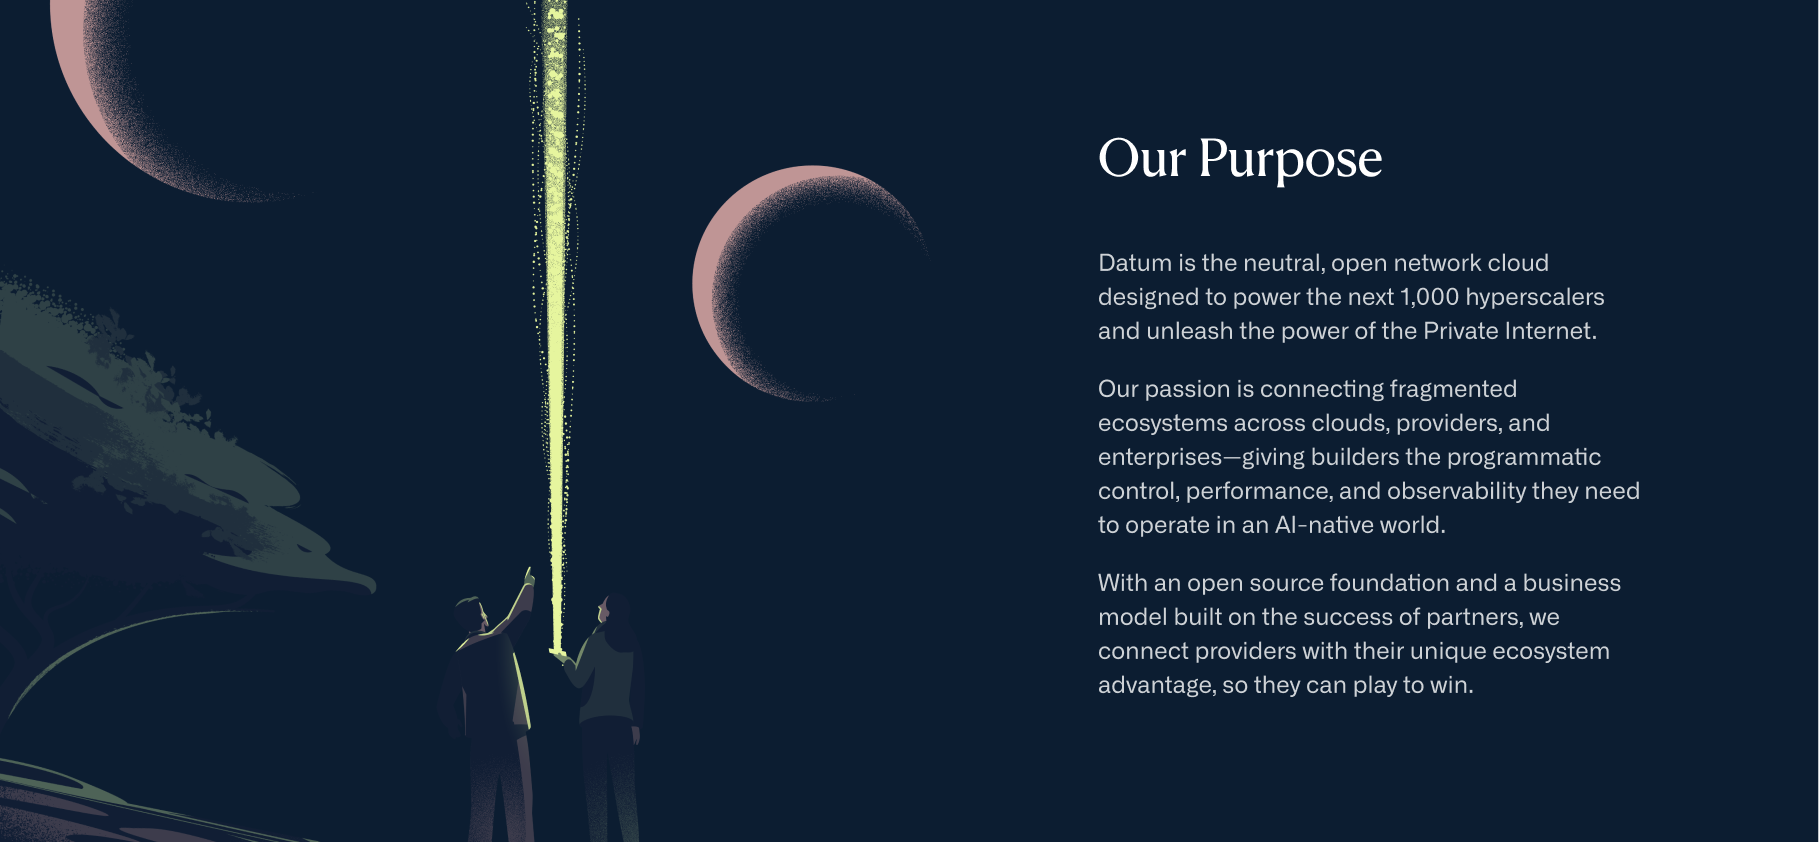 Our Purpose
Datum is the neutral, open network cloud
designed to power the next 1,000 hyperscalers
and unleash the power of the Private Internet.
Our passion is connecting fragmented
ecosystems across clouds, providers, and
enterprises—giving builders the programmatic
control, performance, and observability they need
to operate in an AI-native world.
With an open source foundation and a business
model built on the success of partners, we
connect providers with their unique ecosystem
advantage, so they can play to win.